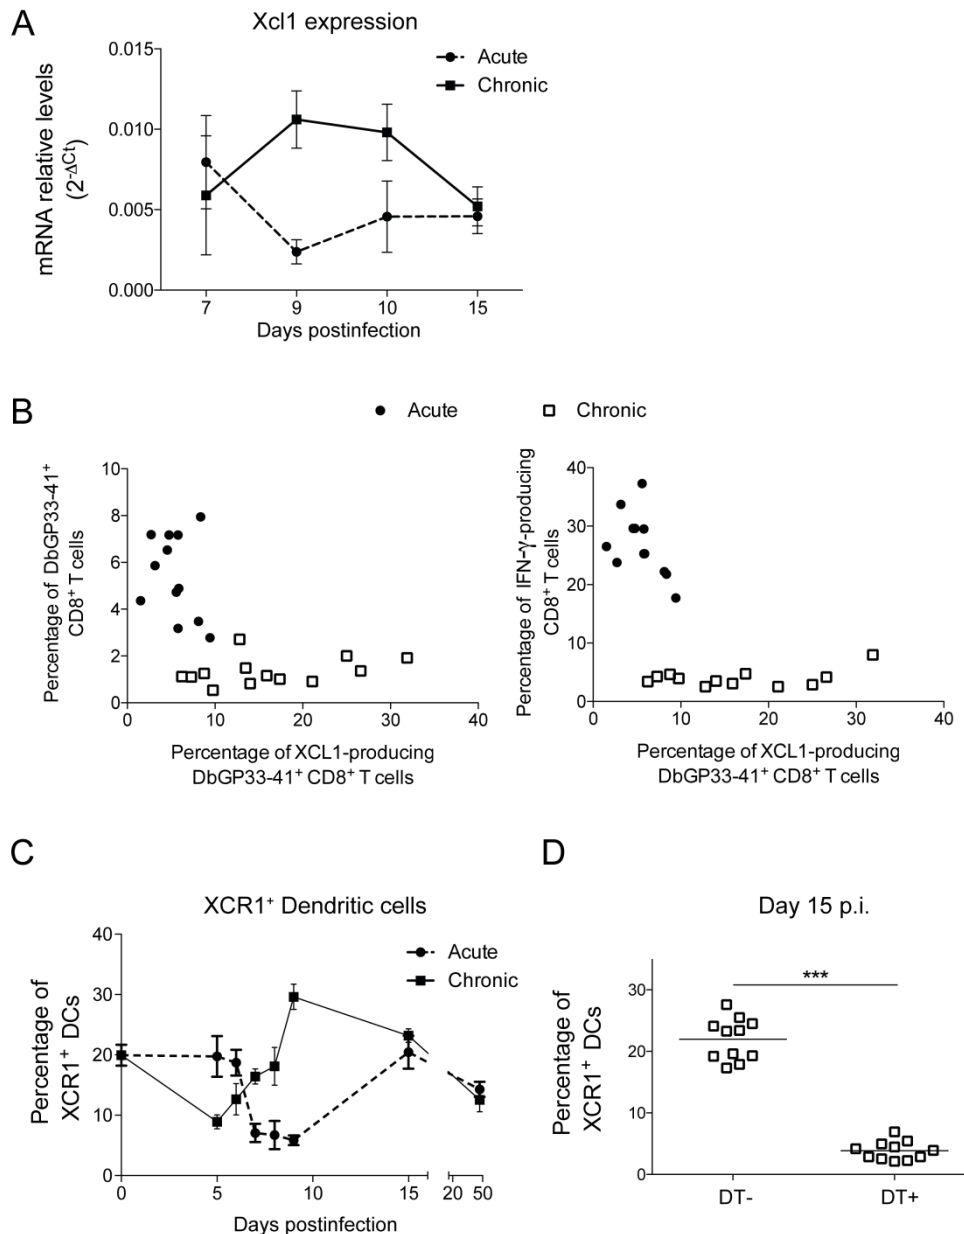 A
Xcl1 expression
Acute
Chronic
mRNA relative levels
(2-ΔCt)
0.015
0.010
0.005
0.000
7 9 10 15
Days postinfection
B
Acute Chronic
Percentage of DbGP33-41+
CD8+ T cells
10
8
6
4
2
0
0 10 20 30 40
Percentage of XCL1-producing
DbGP33-41+ CD8+ T cells
Percentage of IFN-γ-producing
CD8+ T cells
40
30
20
10
0
0 10 20 30 40
Percentage of XCL1-producing
DbGP33-41+ CD8+ T cells
C
XCR1+ Dendritic cells
Acute
Chronic
Percentage of
XCR1+ DCs
40
30
20
10
0
0 5 10 15 20 50
Days postinfection
D
Day 15 p.i.
Percentage of
XCR1+ DCs
30
20
10
0
***
DT- DT+